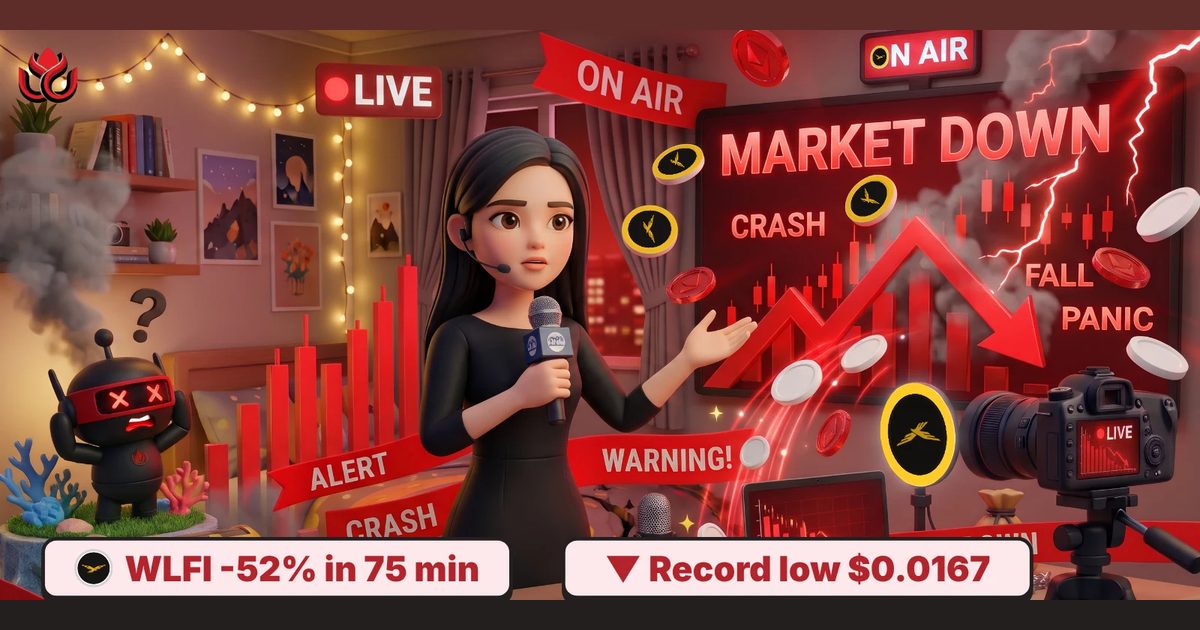 LIVE
ON AIR
ON AIR
MARKET DOWN
CRASH
FALL
PANIC
?
ALERT
WARNING!
CRASH
LIVE
WLFI -52% in 75 min
▼ Record low $0.0167